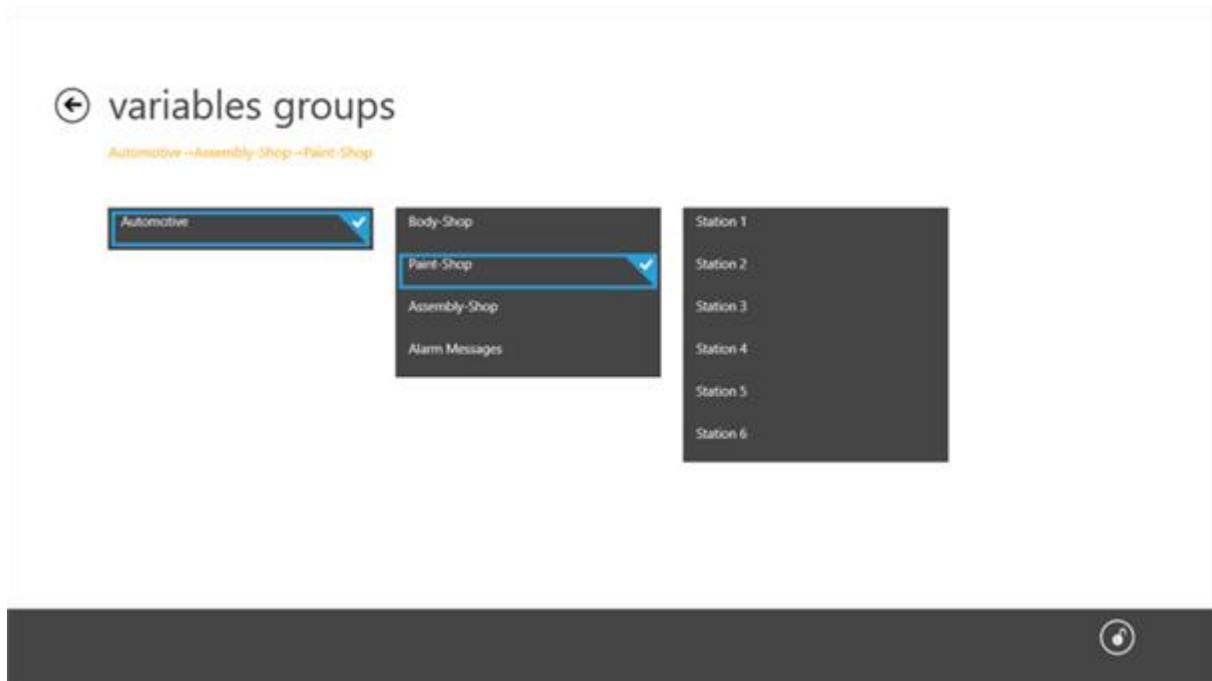 variables groups
Automotive→Assembly-Shop→Paint-Shop
Automotive
Body-Shop
Paint-Shop
Assembly-Shop
Alarm Messages
Station 1
Station 2
Station 3
Station 4
Station 5
Station 6